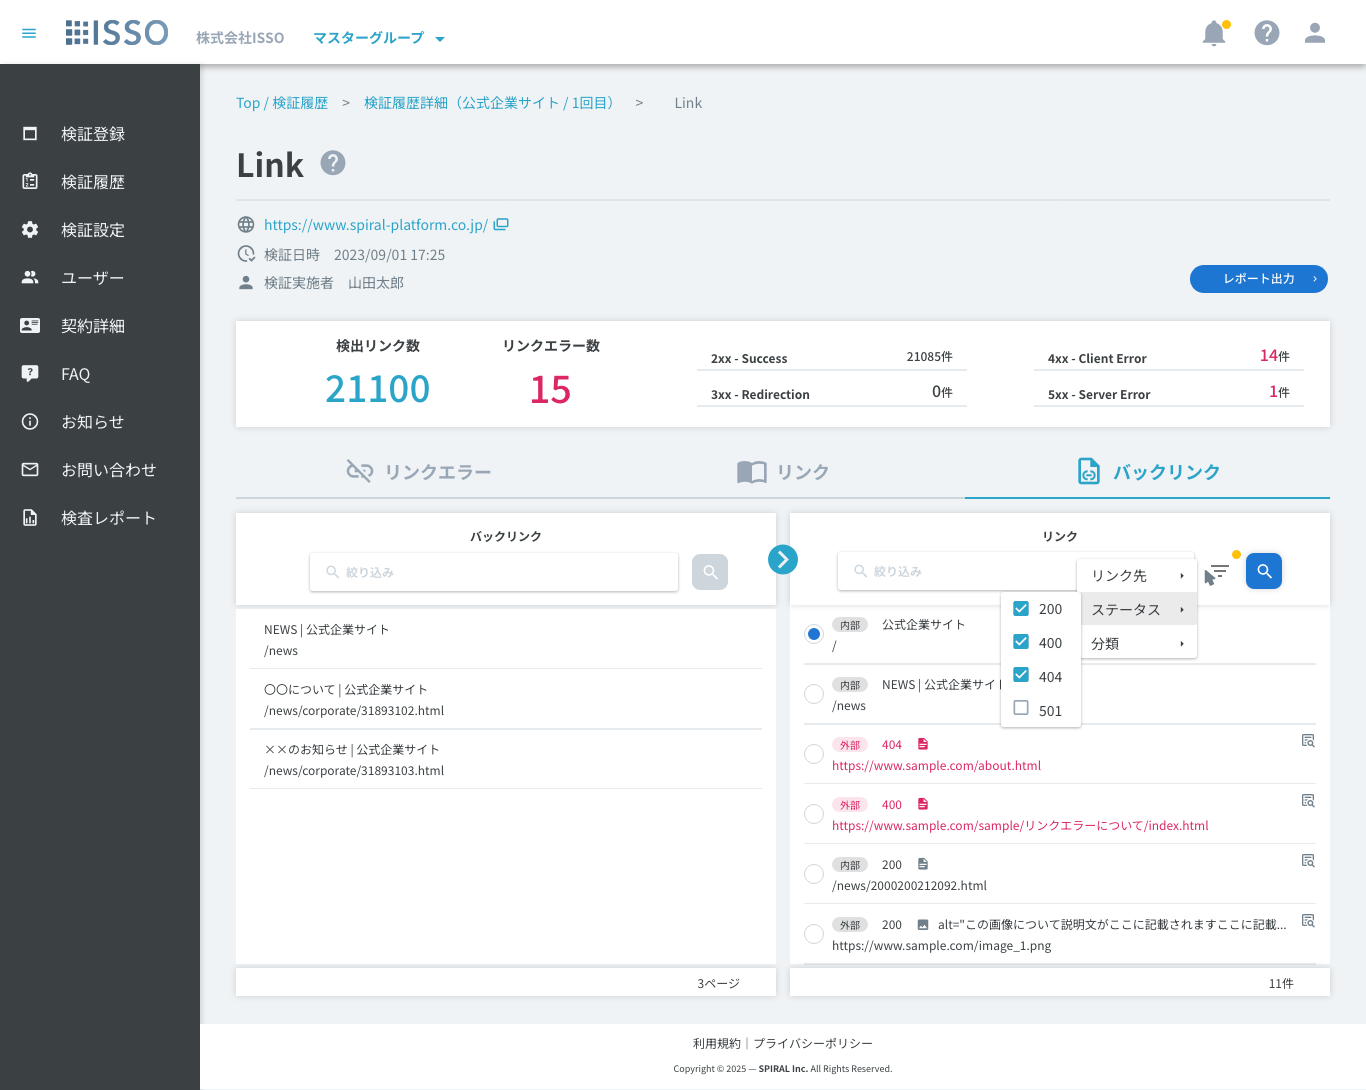 ISSO
株式会社ISSO
マスターグループ
検証登録
検証履歴
検証設定
ユーザー
契約詳細
FAQ
お知らせ
お問い合わせ
検査レポート
Top / 検証履歴 > 検証履歴詳細（公式企業サイト / 1回目） > Link
Link
https://www.spiral-platform.co.jp/
検証日時 2023/09/01 17:25
検証実施者 山田太郎
レポート出力
検出リンク数
21100
リンクエラー数
15
2xx - Success 21085件
3xx - Redirection 0件
4xx - Client Error 14件
5xx - Server Error 1件
リンクエラー
リンク
バックリンク
バックリンク
絞り込み
NEWS | 公式企業サイト
/news
〇〇について | 公式企業サイト
/news/corporate/31893102.html
××のお知らせ | 公式企業サイト
/news/corporate/31893103.html
3ページ
リンク
絞り込み
リンク先
ステータス
分類
200
400
404
501
内部 公式企業サイト
/
内部 NEWS | 公式企業サイト
/news
外部 404
https://www.sample.com/about.html
外部 400
https://www.sample.com/sample/リンクエラーについて/index.html
内部 200
/news/2000200212092.html
外部 200 alt="この画像について説明文がここに記載されますここに記載...
https://www.sample.com/image_1.png
11件
利用規約 | プライバシーポリシー
Copyright © 2025 — SPIRAL Inc. All Rights Reserved.